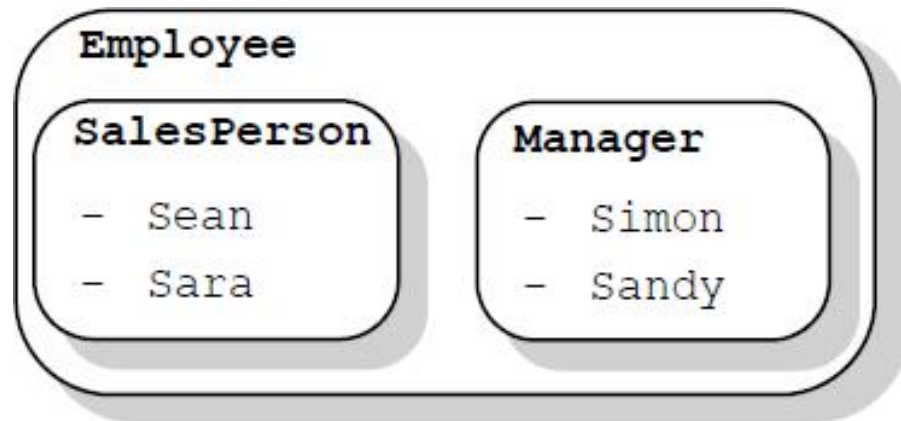 Employee
SalesPerson
- Sean
- Sara
Manager
- Simon
- Sandy